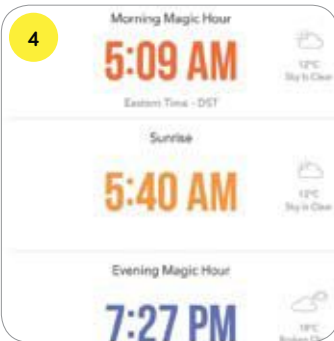 4
Morning Magic Hour
5:09 AM
12°C
Sky Is Clear
Eastern Time - DST
Sunrise
5:40 AM
12°C
Sky Is Clear
Evening Magic Hour
7:27 PM